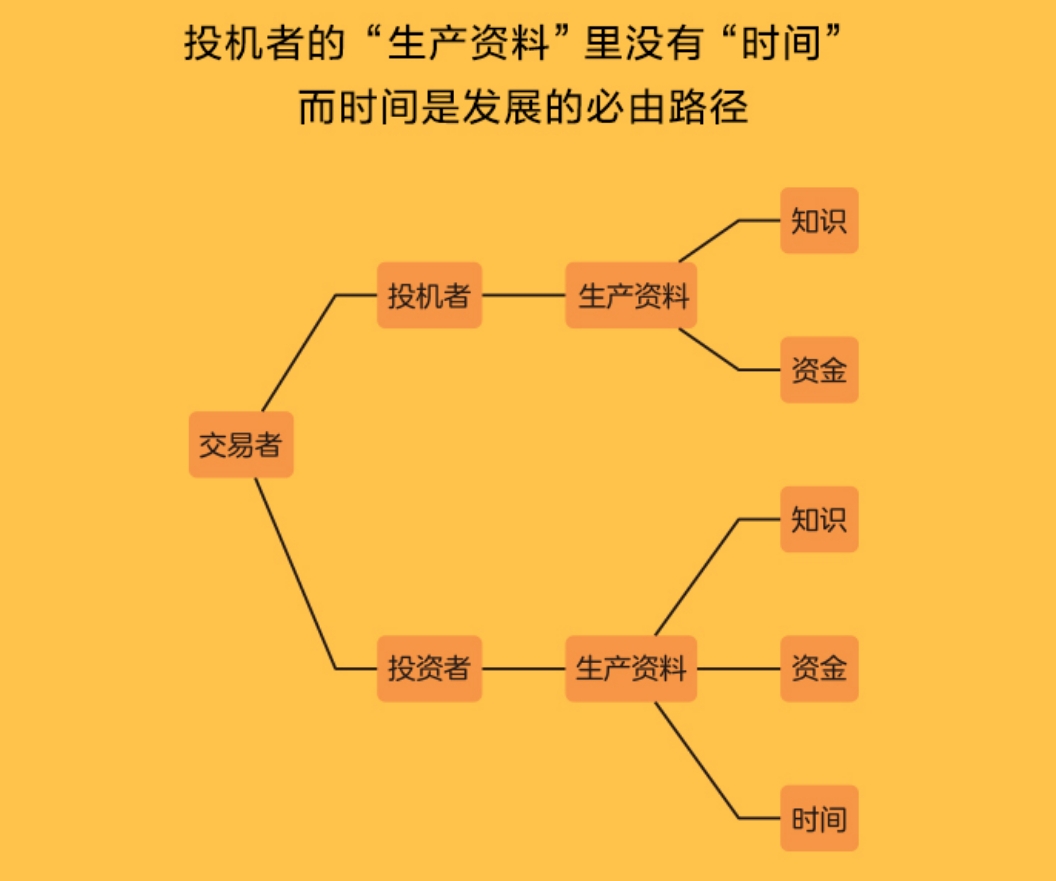 投机者的“生产资料”里没有“时间”
而时间是发展的必由路径
知识
投机者
生产资料
资金
交易者
知识
投资者
生产资料
资金
时间